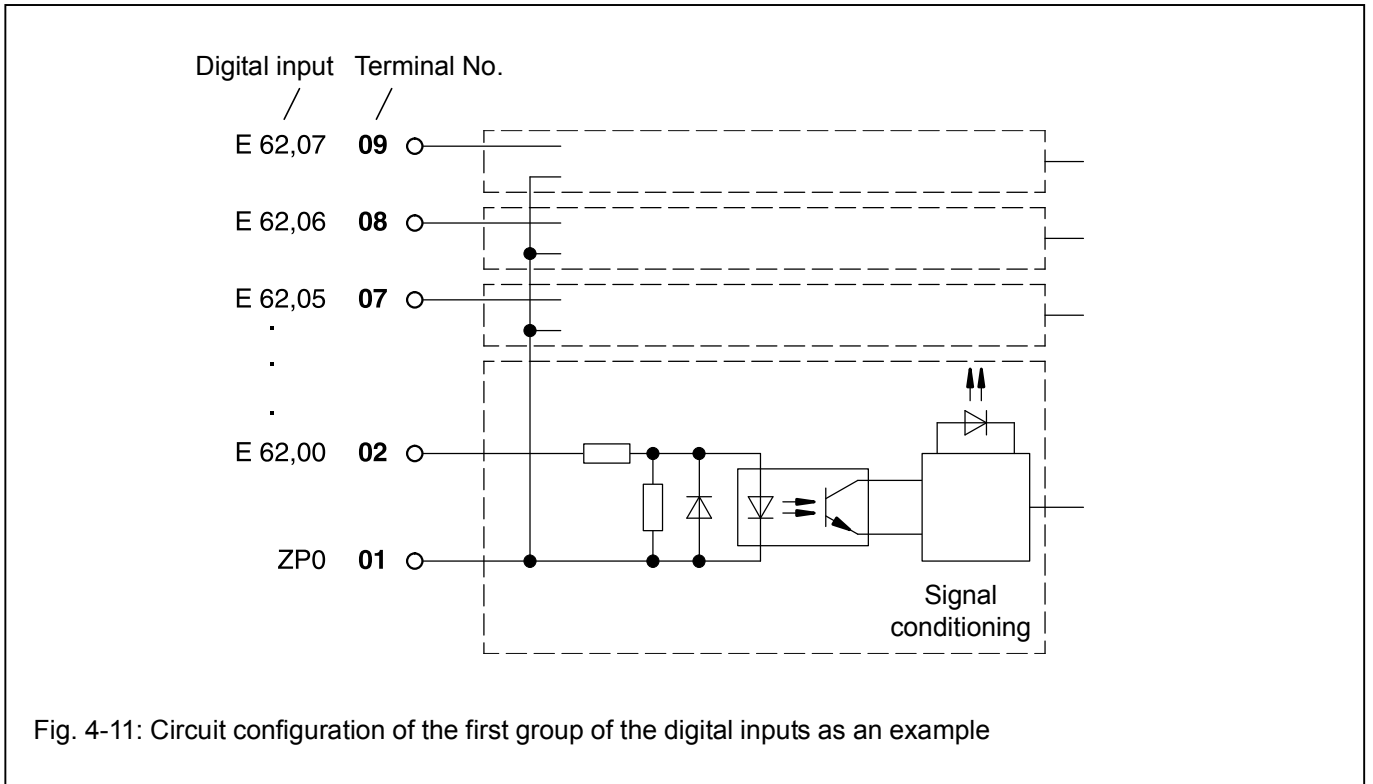 Digital input Terminal No.
E 62,07 09
E 62,06 08
E 62,05 07
.
.
.
E 62,00 02
ZP0 01
Signal
conditioning
Fig. 4-11: Circuit configuration of the first group of the digital inputs as an example